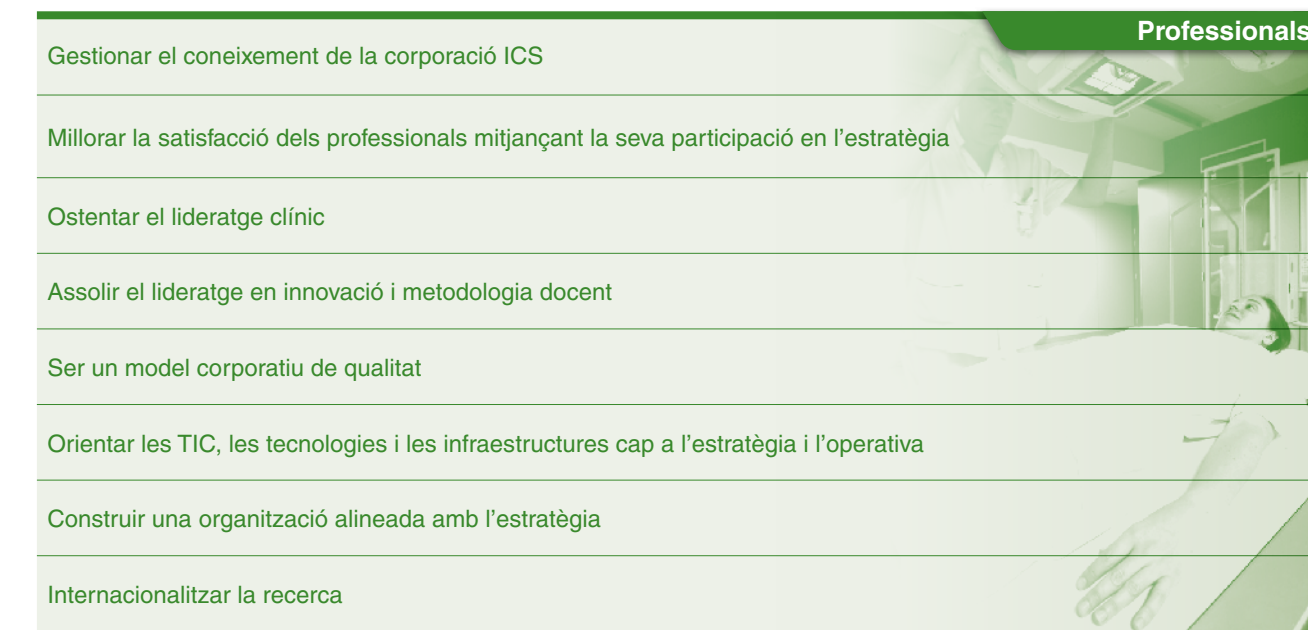 Professionals
Gestionar el coneixement de la corporació ICS
Millorar la satisfacció dels professionals mitjançant la seva participació en l’estratègia
Ostentar el lideratge clínic
Assolir el lideratge en innovació i metodologia docent
Ser un model corporatiu de qualitat
Orientar les TIC, les tecnologies i les infraestructures cap a l’estratègia i l’operativa
Construir una organització alineada amb l’estratègia
Internacionalitzar la recerca